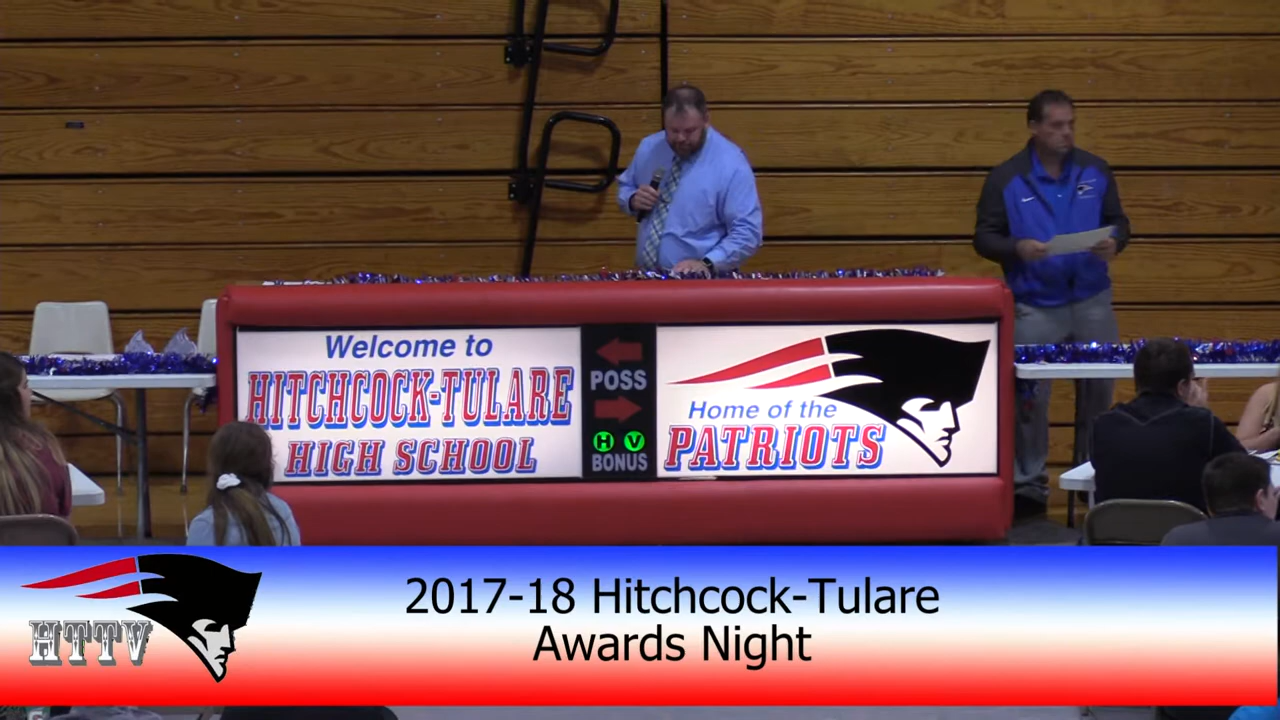 Welcome to
HITCHCOCK-TULARE
HIGH SCHOOL
POSS
H V
BONUS
Home of the
PATRIOTS
HTTV
2017-18 Hitchcock-Tulare
Awards Night